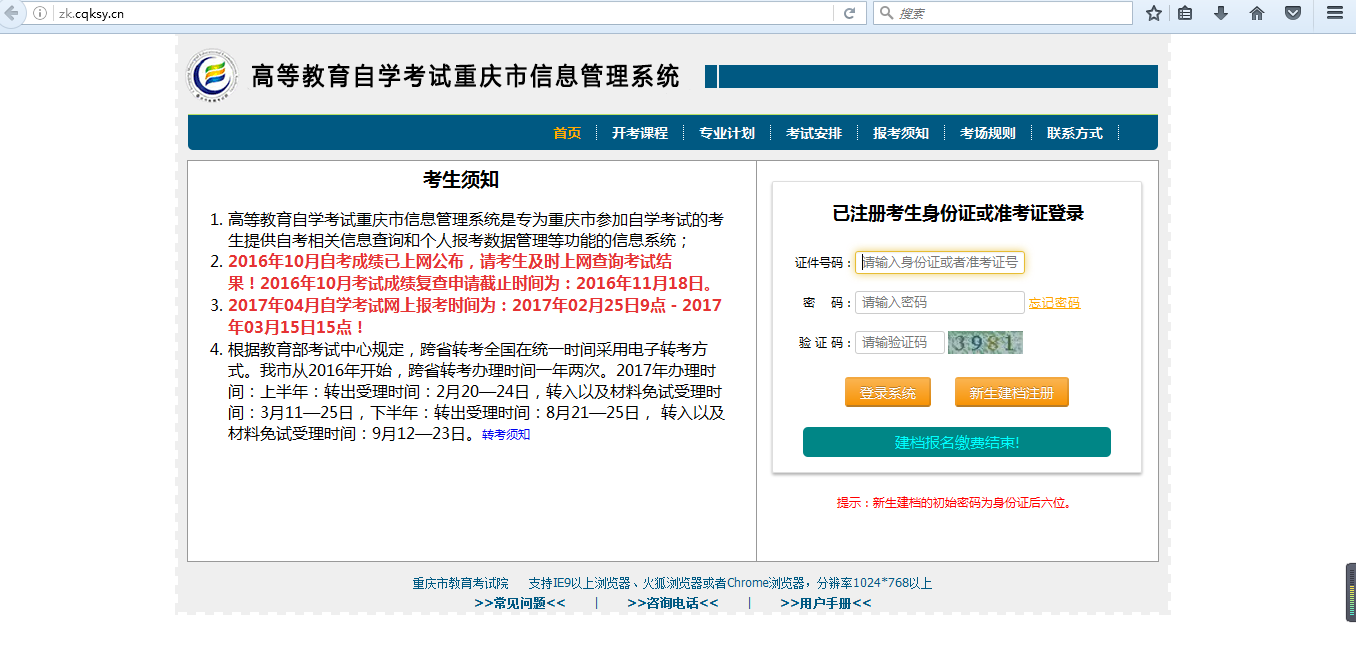 zk.cqksy.cn
搜索
高等教育自学考试重庆市信息管理系统
首页 开考课程 专业计划 考试安排 报考须知 考场规则 联系方式
考生须知
1. 高等教育自学考试重庆市信息管理系统是专为重庆市参加自学考试的考
生提供自考相关信息查询和个人报考数据管理等功能的信息系统；
2. 2016年10月自考成绩已上网公布，请考生及时上网查询考试结
果！2016年10月考试成绩复查申请截止时间为：2016年11月18日。
3. 2017年04月自学考试网上报考时间为：2017年02月25日9点 - 2017
年03月15日15点！
4. 根据教育部考试中心规定，跨省转考全国在统一时间采用电子转考方
式。我市从2016年开始，跨省转考办理时间一年两次。2017年办理时
间：上半年：转出受理时间：2月20—24日，转入以及材料免试受理时
间：3月11—25日，下半年：转出受理时间：8月21—25日， 转入以及
材料免试受理时间：9月12—23日。转考须知
已注册考生身份证或准考证登录
证件号码： 请输入身份证或者准考证号
密 码： 请输入密码 忘记密码
验 证 码： 请输验证码 3981
登录系统 新生建档注册
建档报名缴费结束!
提示：新生建档的初始密码为身份证后六位。
重庆市教育考试院 支持IE9以上浏览器、火狐浏览器或者Chrome浏览器，分辨率1024*768以上
>>常见问题<< | >>咨询电话<< | >>用户手册<<